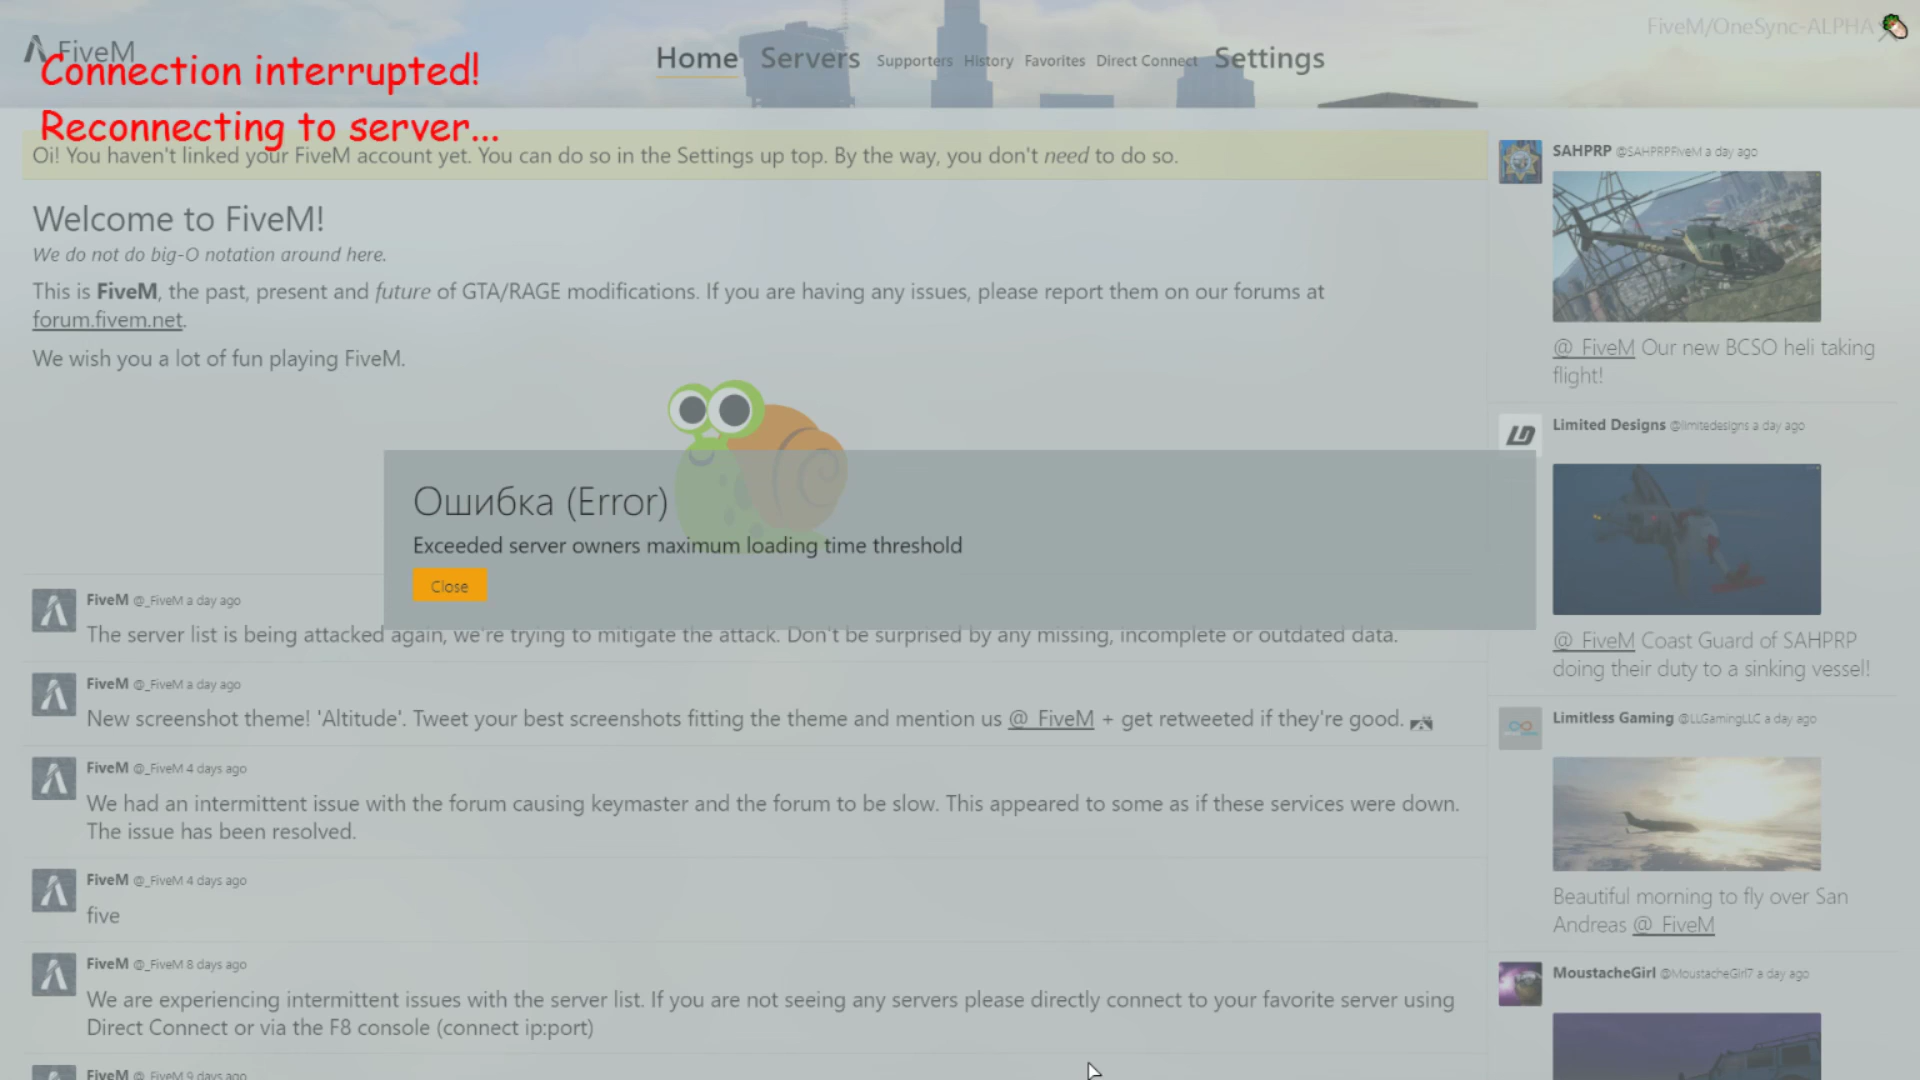 FiveM
Connection interrupted!
Reconnecting to server...
Home Servers Supporters History Favorites Direct Connect Settings
FiveM/OneSync-ALPHA
Oi! You haven't linked your FiveM account yet. You can do so in the Settings up top. By the way, you don't need to do so.
Welcome to FiveM!
We do not do big-O notation around here.
This is FiveM, the past, present and future of GTA/RAGE modifications. If you are having any issues, please report them on our forums at
forum.fivem.net.
We wish you a lot of fun playing FiveM.
Ошибка (Error)
Exceeded server owners maximum loading time threshold
Close
FiveM @_FiveM a day ago
The server list is being attacked again, we're trying to mitigate the attack. Don't be surprised by any missing, incomplete or outdated data.
FiveM @_FiveM a day ago
New screenshot theme! 'Altitude'. Tweet your best screenshots fitting the theme and mention us @_FiveM + get retweeted if they're good.
FiveM @_FiveM 4 days ago
We had an intermittent issue with the forum causing keymaster and the forum to be slow. This appeared to some as if these services were down.
The issue has been resolved.
FiveM @_FiveM 4 days ago
five
FiveM @_FiveM 8 days ago
We are experiencing intermittent issues with the server list. If you are not seeing any servers please directly connect to your favorite server using
Direct Connect or via the F8 console (connect ip:port)
FiveM @_FiveM 9 days ago
SAHPRP @SAHPRPFiveM a day ago
BCSO
@_FiveM Our new BCSO heli taking
flight!
LD
Limited Designs @limitedesigns a day ago
@_FiveM Coast Guard of SAHPRP
doing their duty to a sinking vessel!
Limitless Gaming @LLGamingLLC a day ago
Beautiful morning to fly over San
Andreas @_FiveM
MoustacheGirl @MoustacheGirl7 a day ago